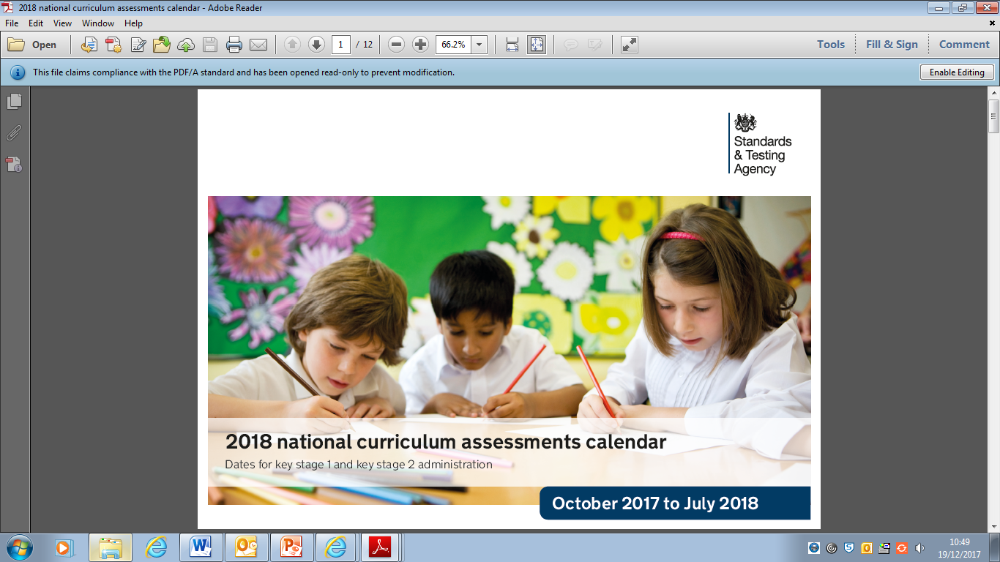 2018 national curriculum assessments calendar - Adobe Reader
File Edit View Window Help
Open 1 / 12 66.2% Tools Fill & Sign Comment
This file claims compliance with the PDF/A standard and has been opened read-only to prevent modification. Enable Editing
Standards
& Testing
Agency
2018 national curriculum assessments calendar
Dates for key stage 1 and key stage 2 administration
October 2017 to July 2018
10:49
19/12/2017